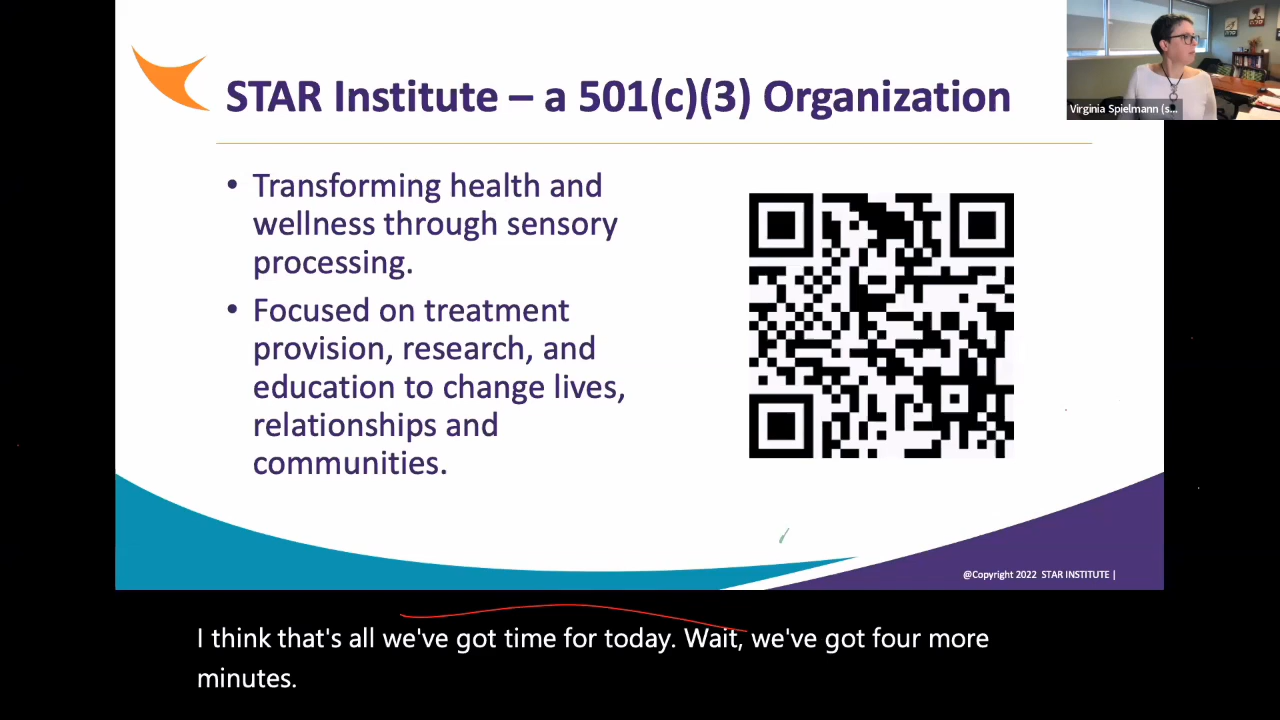 STAR Institute – a 501(c)(3) Organization
Virginia Spielmann (s...
• Transforming health and
wellness through sensory
processing.
• Focused on treatment
provision, research, and
education to change lives,
relationships and
communities.
@Copyright 2022 STAR INSTITUTE |
I think that's all we've got time for today. Wait, we've got four more
minutes.